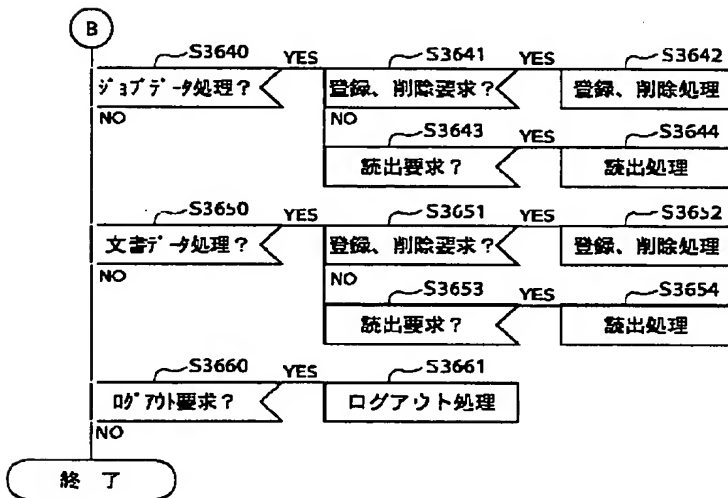 B
S3640 YES S3641 YES S3642
ジョブデータ処理? 登録、削除要求? 登録、削除処理
NO NO
S3643 YES S3644
読出要求? 読出処理
S3650 YES S3651 YES S3652
文書データ処理? 登録、削除要求? 登録、削除処理
NO NO
S3653 YES S3654
読出要求? 読出処理
S3660 YES S3661
ログアウト要求? ログアウト処理
NO
終 了